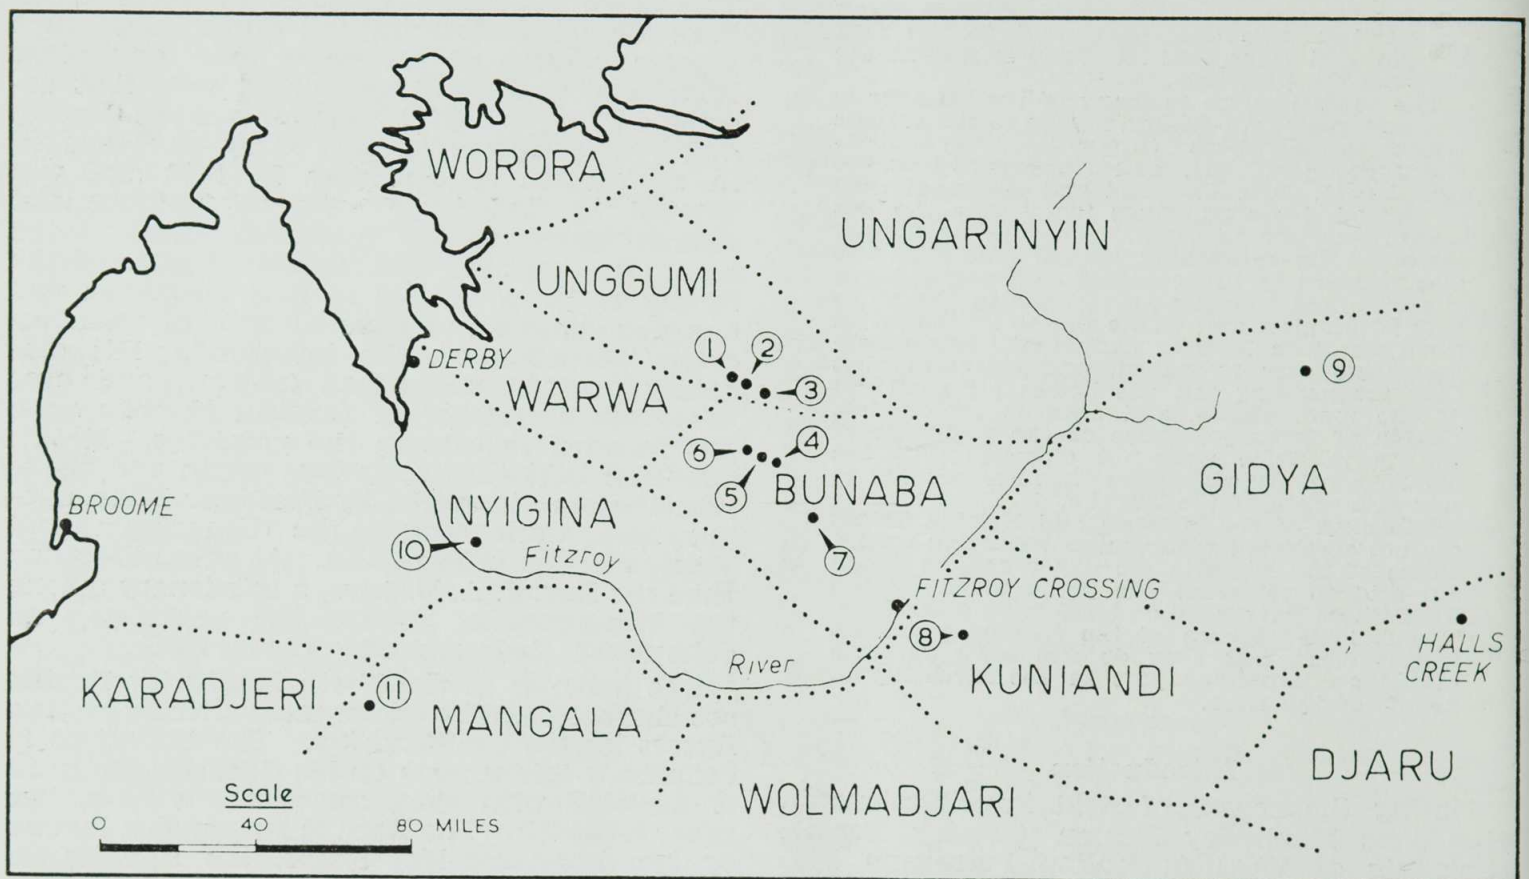 WORORA
UNGARINYIN
UNGGUMI
1
2
DERBY
3
9
WARWA
6
4
GIDYA
5
BUNABA
BROOME
NYIGINA
10
Fitzroy
7
FITZROY CROSSING
8
HALLS
CREEK
River
KUNIANDI
KARADJERI
11
MANGALA
DJARU
WOLMADJARI
Scale
0 40 80 MILES